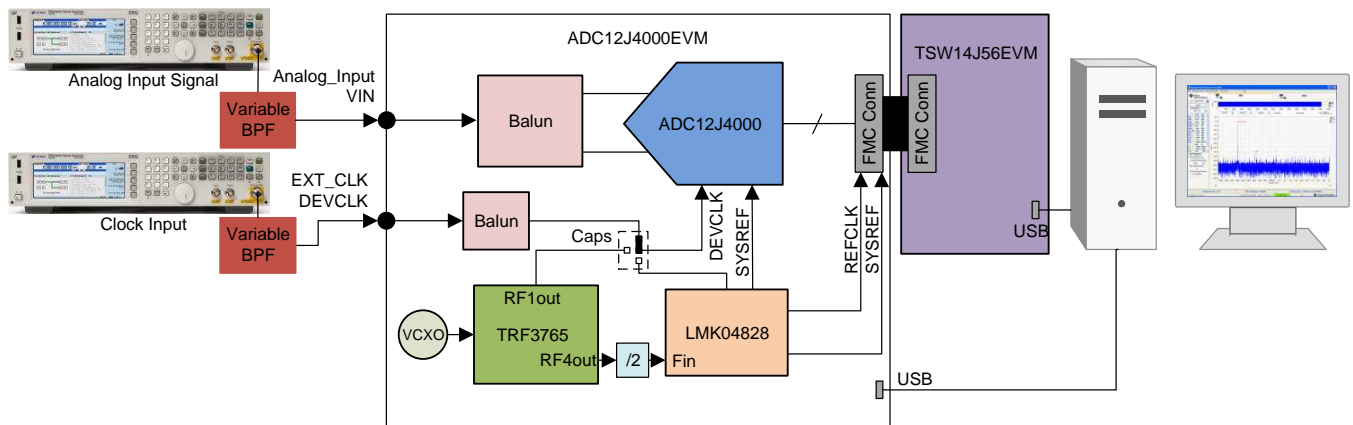 ADC12J4000EVM
TSW14J56EVM
Analog Input Signal
Analog_Input
VIN
Variable
BPF
Balun
ADC12J4000
FMC Conn
FMC Conn
EXT_CLK
DEVCLK
Clock Input
Variable
BPF
Balun
Caps
DEVCLK
SYSREF
REFCLK
SYSREF
USB
RF1out
VCXO
TRF3765
RF4out
/2
Fin
LMK04828
USB